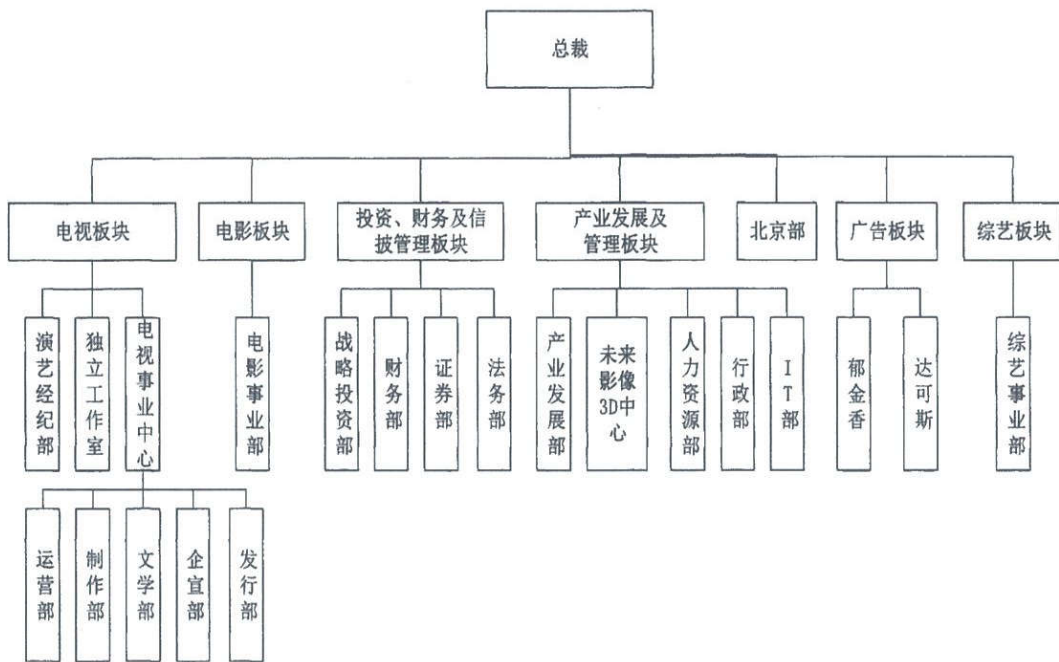 总裁
电视板块
电影板块
投资、财务及信
披管理板块
产业发展及
管理板块
北京部
广告板块
综艺板块
演艺经纪部
独立工作室
电视事业中心
电影事业部
战略投资部
财务部
证券部
法务部
产业发展部
未来
影像
3D中
心
人力资源部
行政部
IT部
郁金香
达可斯
综艺事业部
运营部
制作部
文学部
企宣部
发行部